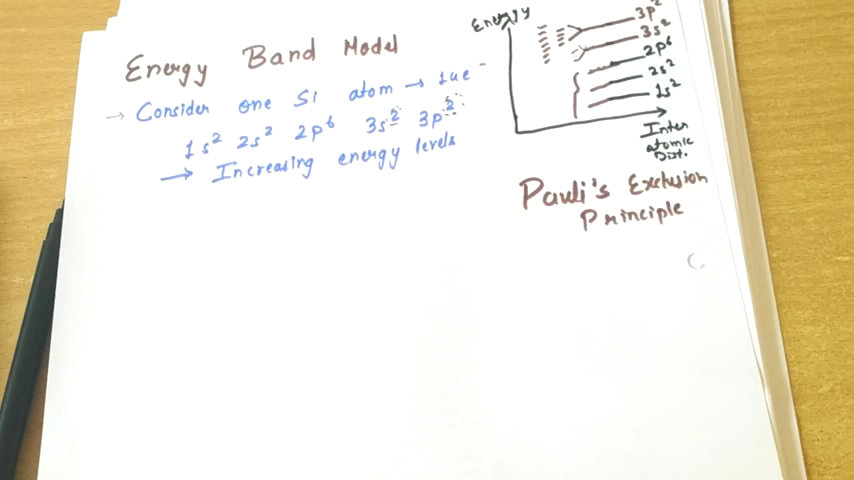 Energy Band Model
→ Consider one Si atom → 14e⁻
1s² 2s² 2p⁶ 3s² 3p²
→ Increasing energy levels
Energy
3p²
3s²
2p⁶
2s²
1s²
Inter
atomic
Dist.
Pauli's Exclusion
Principle